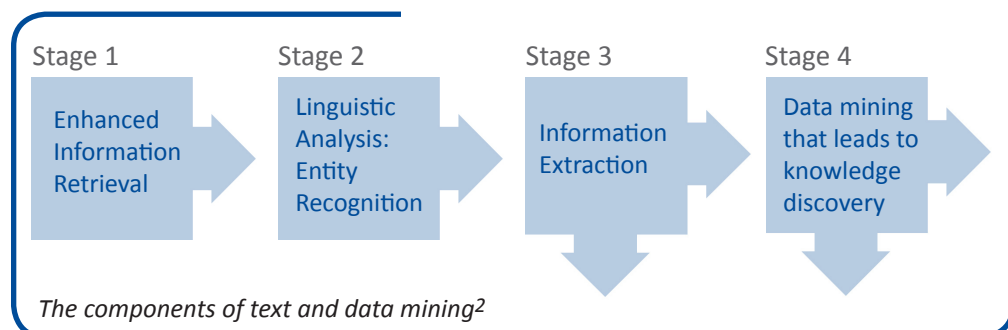 Stage 1
Enhanced
Information
Retrieval
Stage 2
Linguistic
Analysis:
Entity
Recognition
Stage 3
Information
Extraction
Stage 4
Data mining
that leads to
knowledge
discovery
The components of text and data mining2